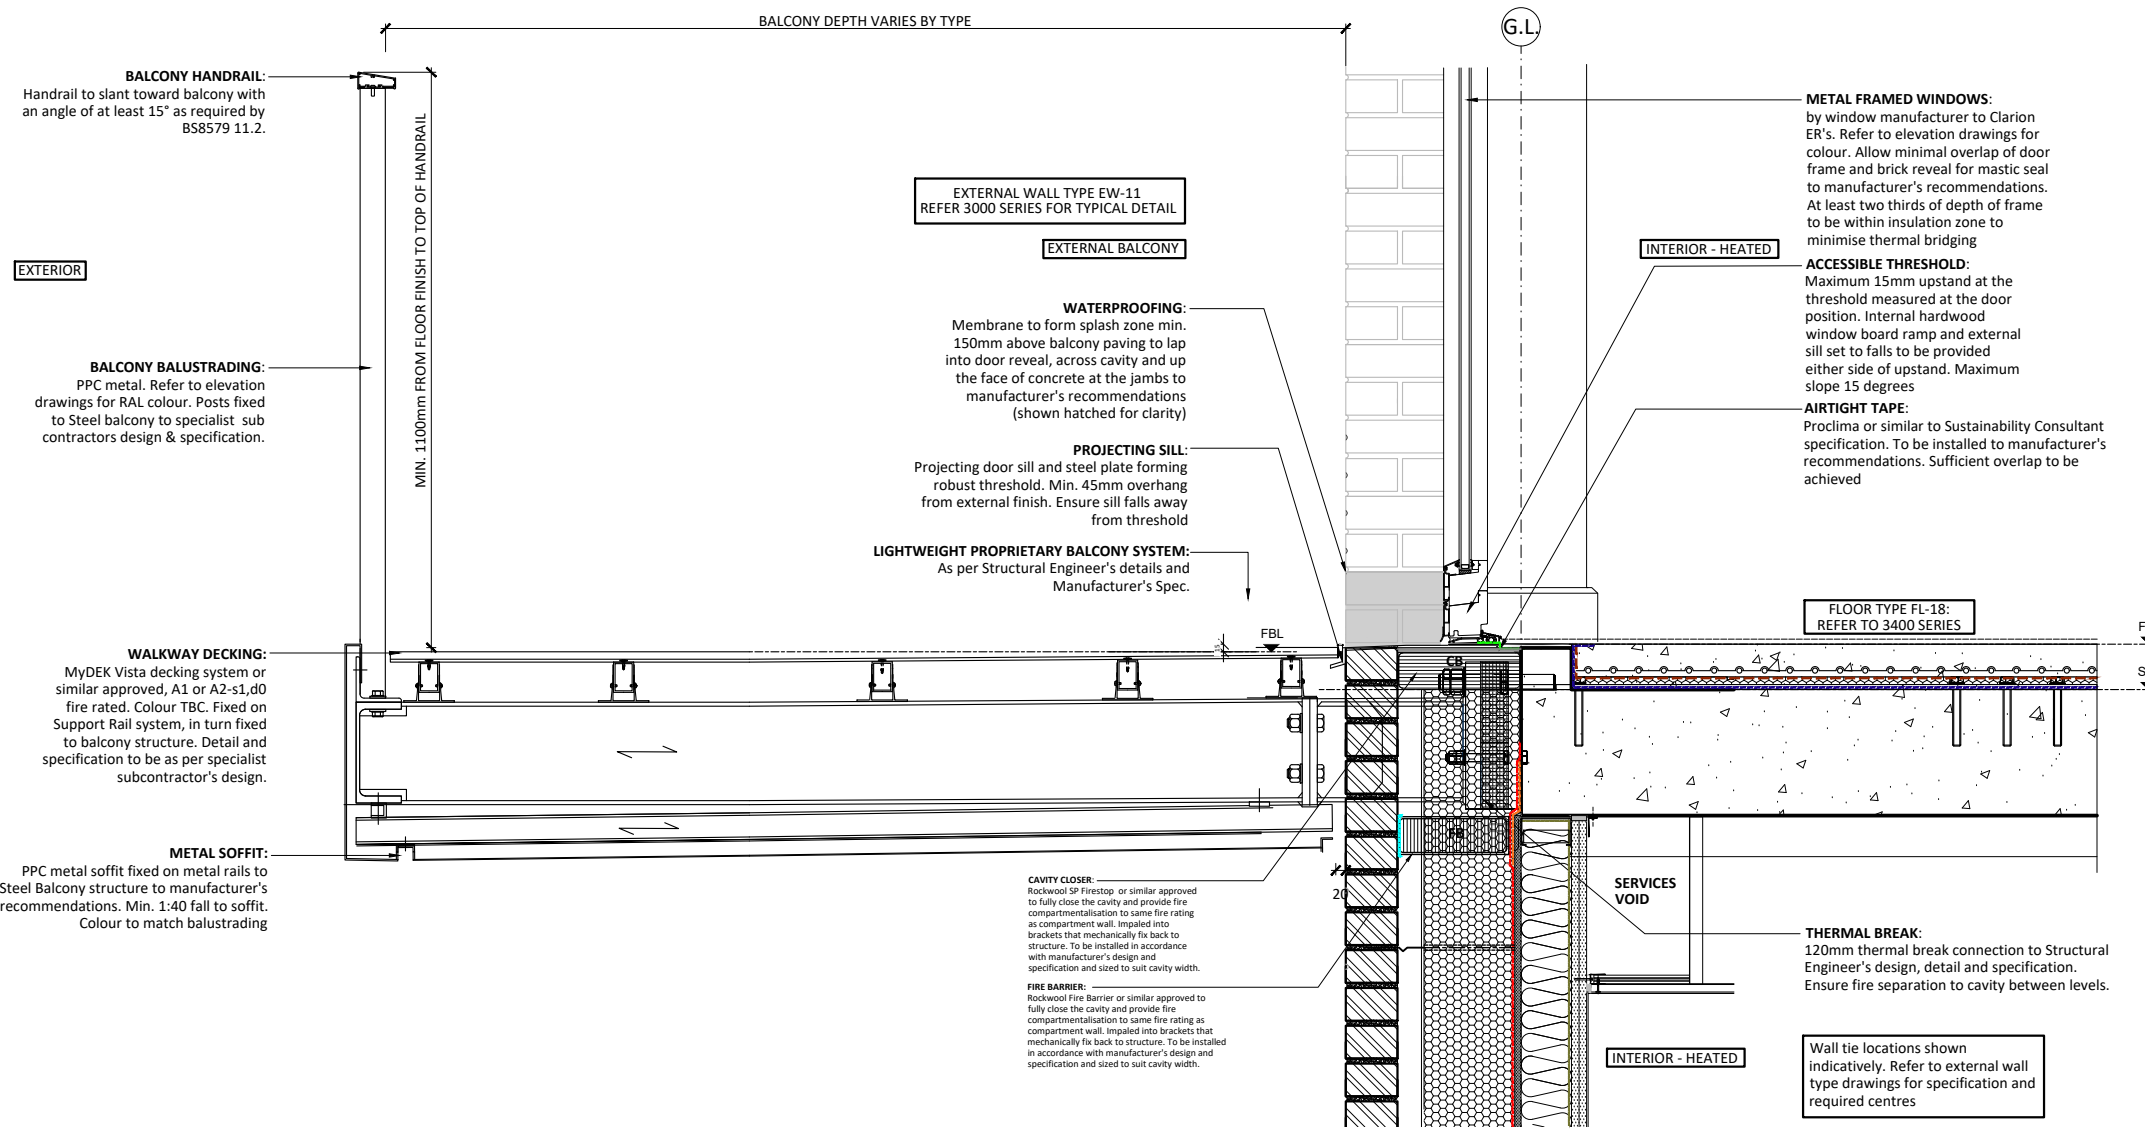 BALCONY DEPTH VARIES BY TYPE
G.L.
BALCONY HANDRAIL:
Handrail to slant toward balcony with
an angle of at least 15° as required by
BS8579 11.2.
MIN. 1100mm FROM FLOOR FINISH TO TOP OF HANDRAIL
EXTERIOR
BALCONY BALUSTRADING:
PPC metal. Refer to elevation
drawings for RAL colour. Posts fixed
to Steel balcony to specialist sub
contractors design & specification.
WALKWAY DECKING:
MyDEK Vista decking system or
similar approved, A1 or A2-s1,d0
fire rated. Colour TBC. Fixed on
Support Rail system, in turn fixed
to balcony structure. Detail and
specification to be as per specialist
subcontractor's design.
METAL SOFFIT:
PPC metal soffit fixed on metal rails to
Steel Balcony structure to manufacturer's
recommendations. Min. 1:40 fall to soffit.
Colour to match balustrading
EXTERNAL WALL TYPE EW-11
REFER 3000 SERIES FOR TYPICAL DETAIL
EXTERNAL BALCONY
WATERPROOFING:
Membrane to form splash zone min.
150mm above balcony paving to lap
into door reveal, across cavity and up
the face of concrete at the jambs to
manufacturer's recommendations
(shown hatched for clarity)
PROJECTING SILL:
Projecting door sill and steel plate forming
robust threshold. Min. 45mm overhang
from external finish. Ensure sill falls away
from threshold
LIGHTWEIGHT PROPRIETARY BALCONY SYSTEM:
As per Structural Engineer's details and
Manufacturer's Spec.
FBL
15
CB
FB
20
CAVITY CLOSER:
Rockwool SP Firestop or similar approved
to fully close the cavity and provide fire
compartmentalisation to same fire rating
as compartment wall. Impaled into
brackets that mechanically fix back to
structure. To be installed in accordance
with manufacturer's design and
specification and sized to suit cavity width.
FIRE BARRIER:
Rockwool Fire Barrier or similar approved to
fully close the cavity and provide fire
compartmentalisation to same fire rating as
compartment wall. Impaled into brackets that
mechanically fix back to structure. To be installed
in accordance with manufacturer's design and
specification and sized to suit cavity width.
METAL FRAMED WINDOWS:
by window manufacturer to Clarion
ER's. Refer to elevation drawings for
colour. Allow minimal overlap of door
frame and brick reveal for mastic seal
to manufacturer's recommendations.
At least two thirds of depth of frame
to be within insulation zone to
minimise thermal bridging
INTERIOR - HEATED
ACCESSIBLE THRESHOLD:
Maximum 15mm upstand at the
threshold measured at the door
position. Internal hardwood
window board ramp and external
sill set to falls to be provided
either side of upstand. Maximum
slope 15 degrees
AIRTIGHT TAPE:
Proclima or similar to Sustainability Consultant
specification. To be installed to manufacturer's
recommendations. Sufficient overlap to be
achieved
FLOOR TYPE FL-18:
REFER TO 3400 SERIES
F
S
SERVICES
VOID
THERMAL BREAK:
120mm thermal break connection to Structural
Engineer's design, detail and specification.
Ensure fire separation to cavity between levels.
INTERIOR - HEATED
Wall tie locations shown
indicatively. Refer to external wall
type drawings for specification and
required centres